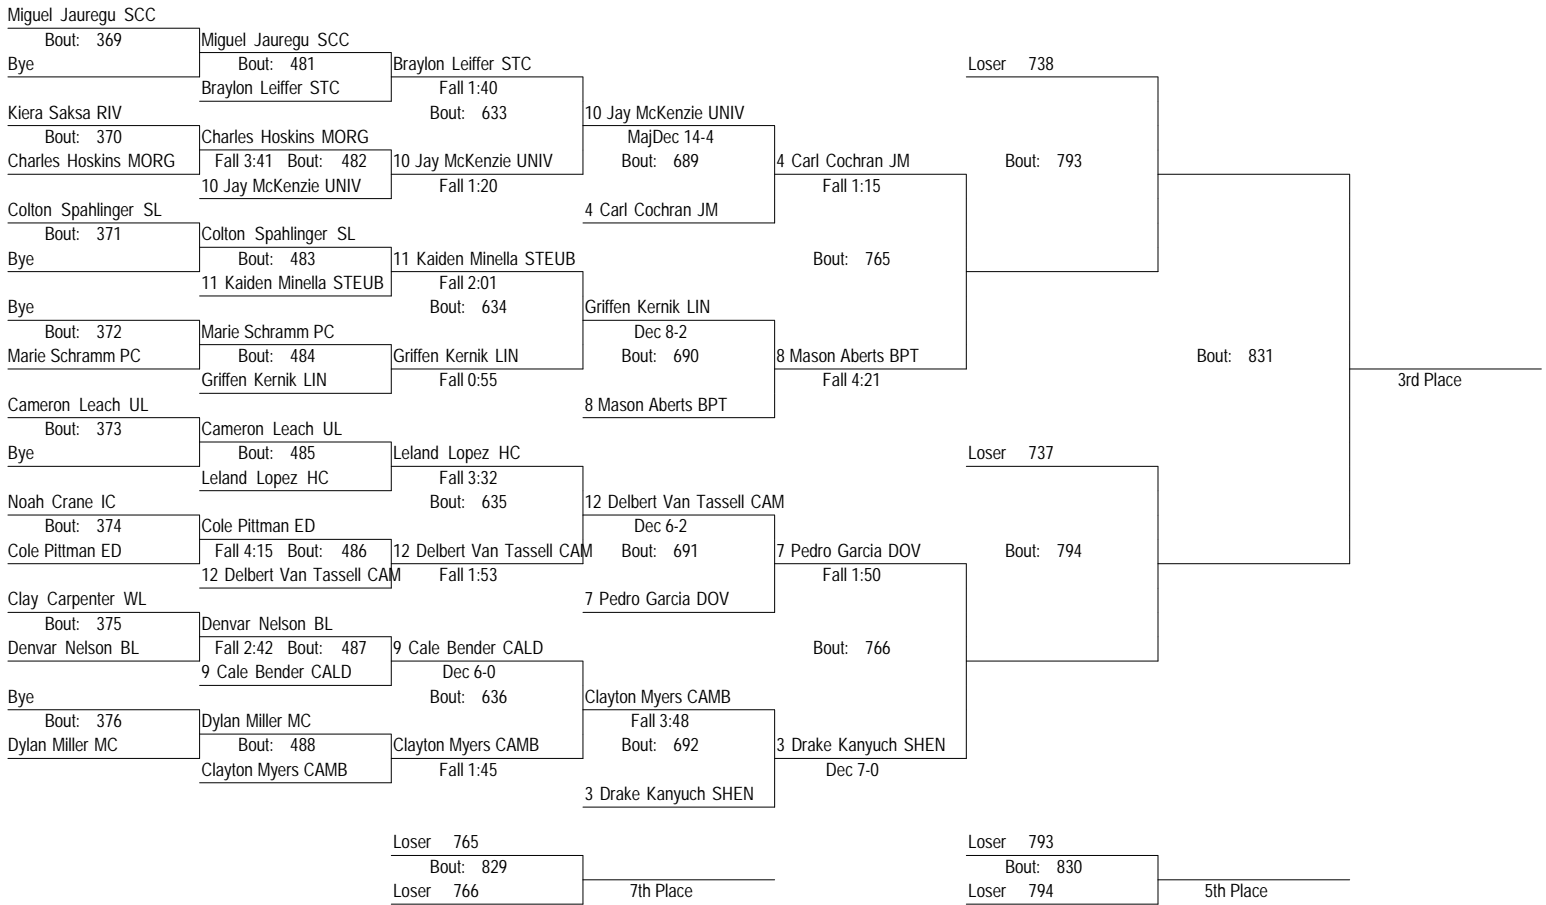 Miguel Jauregu SCC
Bout: 369
Bye
Miguel Jauregu SCC
Bout: 481
Braylon Leiffer STC
Kiera Saksa RIV
Bout: 370
Charles Hoskins MORG
Charles Hoskins MORG
Fall 3:41 Bout: 482
10 Jay McKenzie UNIV
Colton Spahlinger SL
Bout: 371
Bye
Colton Spahlinger SL
Bout: 483
11 Kaiden Minella STEUB
Bye
Bout: 372
Marie Schramm PC
Marie Schramm PC
Bout: 484
Griffen Kernik LIN
Cameron Leach UL
Bout: 373
Bye
Cameron Leach UL
Bout: 485
Leland Lopez HC
Noah Crane IC
Bout: 374
Cole Pittman ED
Cole Pittman ED
Fall 4:15 Bout: 486
12 Delbert Van Tassell CAM
Clay Carpenter WL
Bout: 375
Denvar Nelson BL
Denvar Nelson BL
Fall 2:42 Bout: 487
9 Cale Bender CALD
Bye
Bout: 376
Dylan Miller MC
Dylan Miller MC
Bout: 488
Clayton Myers CAMB
Braylon Leiffer STC
Fall 1:40
Bout: 633
10 Jay McKenzie UNIV
Fall 1:20
11 Kaiden Minella STEUB
Fall 2:01
Bout: 634
Griffen Kernik LIN
Fall 0:55
Leland Lopez HC
Fall 3:32
Bout: 635
12 Delbert Van Tassell CAM
Fall 1:53
9 Cale Bender CALD
Dec 6-0
Bout: 636
Clayton Myers CAMB
Fall 1:45
10 Jay McKenzie UNIV
MajDec 14-4
Bout: 689
4 Carl Cochran JM
Griffen Kernik LIN
Dec 8-2
Bout: 690
8 Mason Aberts BPT
12 Delbert Van Tassell CAM
Dec 6-2
Bout: 691
7 Pedro Garcia DOV
Clayton Myers CAMB
Fall 3:48
Bout: 692
3 Drake Kanyuch SHEN
4 Carl Cochran JM
Fall 1:15
Bout: 765
8 Mason Aberts BPT
Fall 4:21
7 Pedro Garcia DOV
Fall 1:50
Bout: 766
3 Drake Kanyuch SHEN
Dec 7-0
Loser 738
Bout: 793
Loser 737
Bout: 794
Bout: 831
3rd Place
Loser 765
Bout: 829
Loser 766
7th Place
Loser 793
Bout: 830
Loser 794
5th Place